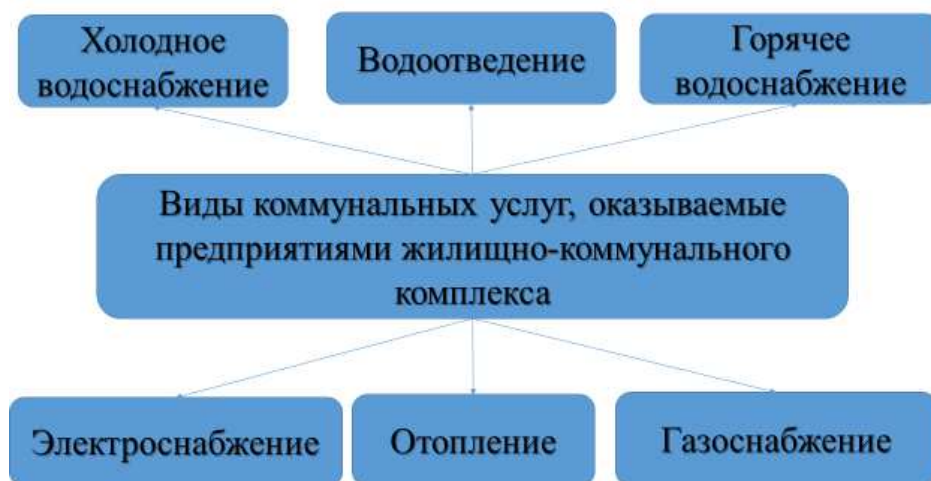 Холодное
водоснабжение
Водоотведение
Горячее
водоснабжение
Виды коммунальных услуг, оказываемые
предприятиями жилищно-коммунального
комплекса
Электроснабжение
Отопление
Газоснабжение